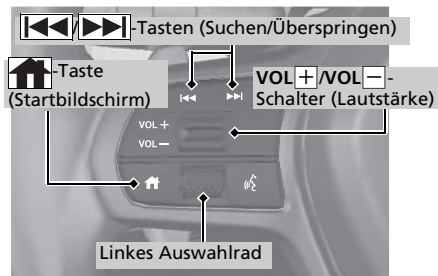 ⏮/⏭-Tasten (Suchen/Überspringen)
-Taste
(Startbildschirm)
VOL+/VOL−-
Schalter (Lautstärke)
VOL+
VOL−
Linkes Auswahlrad